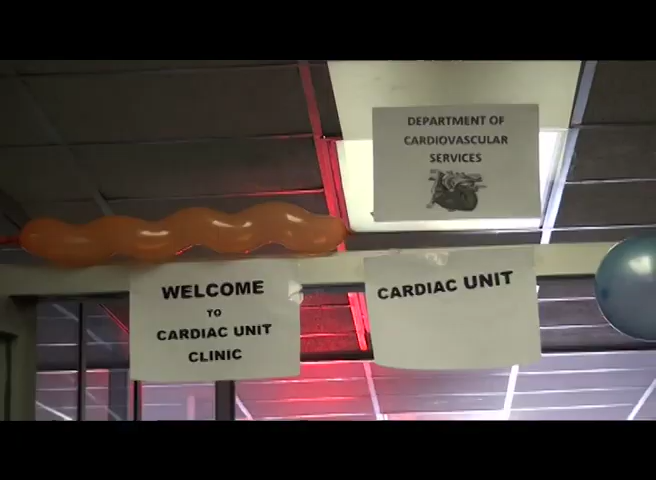 DEPARTMENT OF
CARDIOVASCULAR
SERVICES
WELCOME
TO
CARDIAC UNIT
CLINIC
CARDIAC UNIT